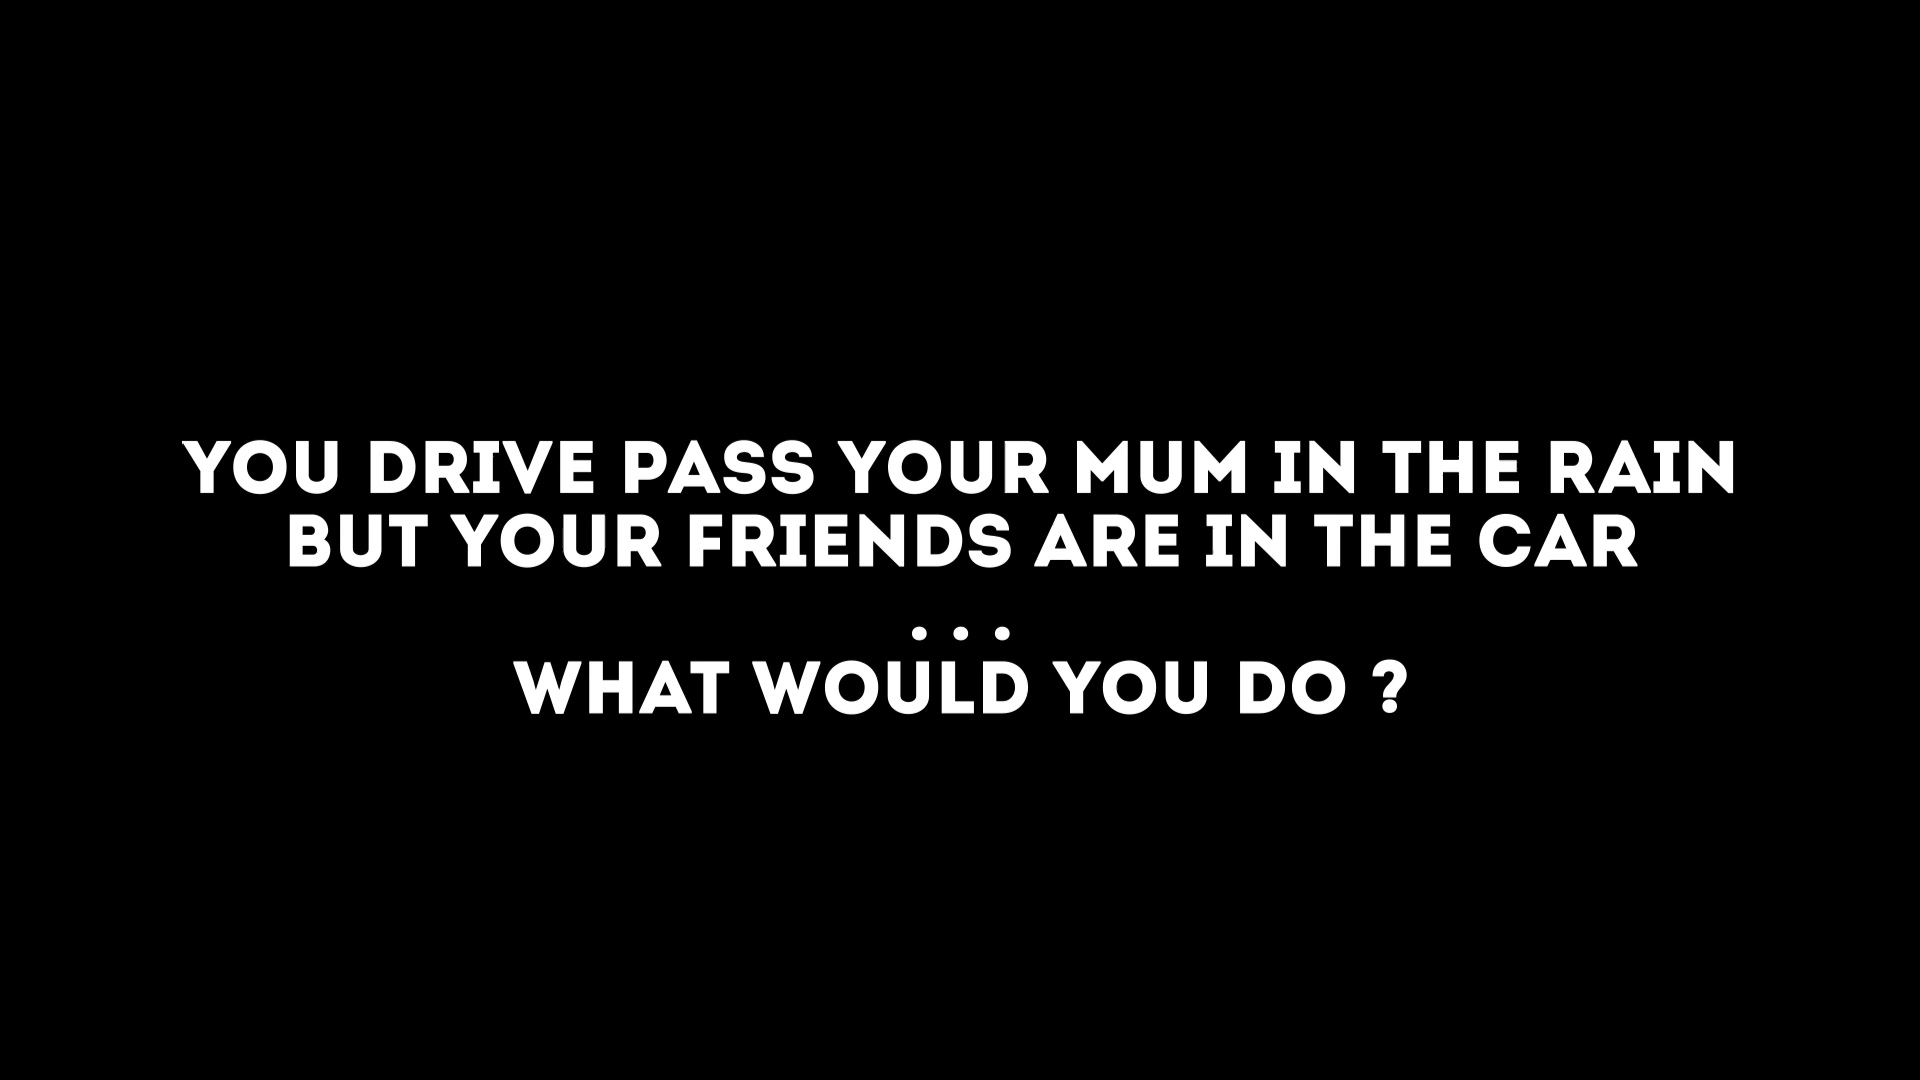 YOU DRIVE PASS YOUR MUM IN THE RAIN
BUT YOUR FRIENDS ARE IN THE CAR
...
WHAT WOULD YOU DO ?